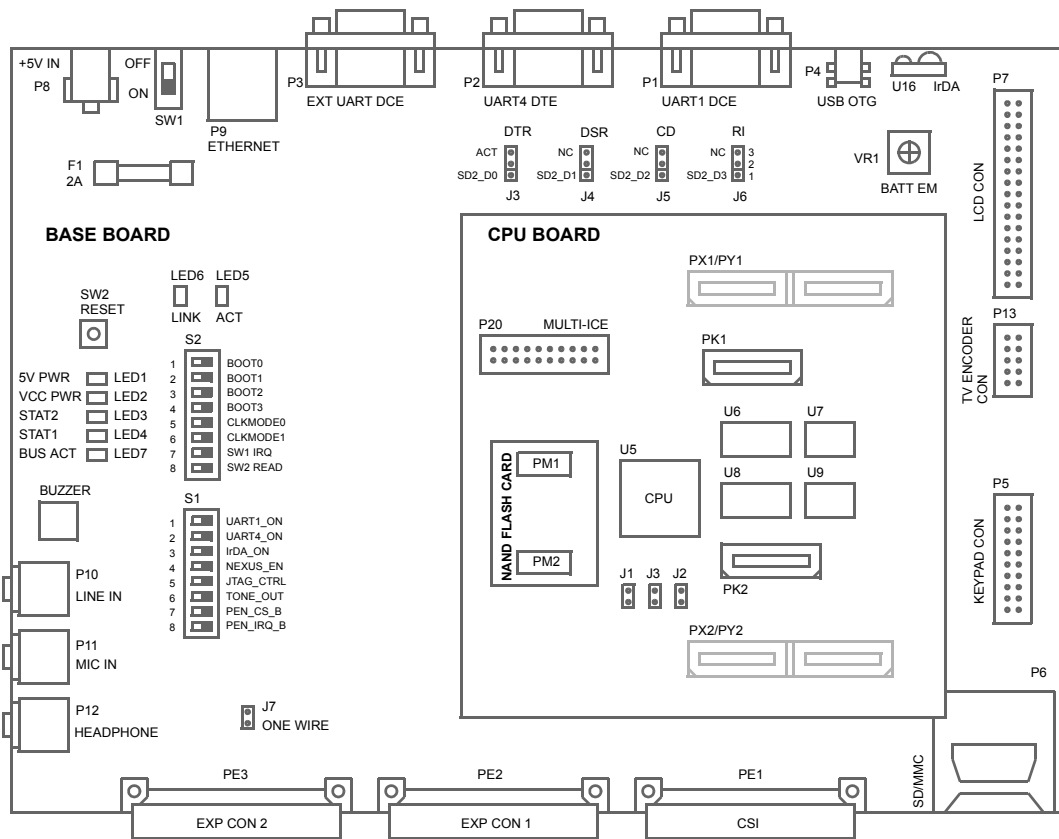 +5V IN
P8
OFF
ON
SW1
P9
ETHERNET
P3
EXT UART DCE
P2
UART4 DTE
P1
UART1 DCE
P4
USB OTG
U16
IrDA
P7
LCD CON
F1
2A
DTR
ACT
SD2_D0
J3
DSR
NC
SD2_D1
J4
CD
NC
SD2_D2
J5
RI
NC
SD2_D3
3
2
1
J6
VR1
BATT EM
BASE BOARD
CPU BOARD
SW2
RESET
LED6
LINK
LED5
ACT
5V PWR LED1
VCC PWR LED2
STAT2 LED3
STAT1 LED4
BUS ACT LED7
S2
1 BOOT0
2 BOOT1
3 BOOT2
4 BOOT3
5 CLKMODE0
6 CLKMODE1
7 SW1 IRQ
8 SW2 READ
BUZZER
S1
1 UART1_ON
2 UART4_ON
3 IrDA_ON
4 NEXUS_EN
5 JTAG_CTRL
6 TONE_OUT
7 PEN_CS_B
8 PEN_IRQ_B
P10
LINE IN
P11
MIC IN
P12
HEADPHONE
J7
ONE WIRE
PX1/PY1
P20
MULTI-ICE
PK1
U6
U7
U5
CPU
U8
U9
NAND FLASH CARD
PM1
PM2
J1
J3
J2
PK2
PX2/PY2
P13
TV ENCODER
CON
P5
KEYPAD CON
P6
SD/MMC
PE3
EXP CON 2
PE2
EXP CON 1
PE1
CSI